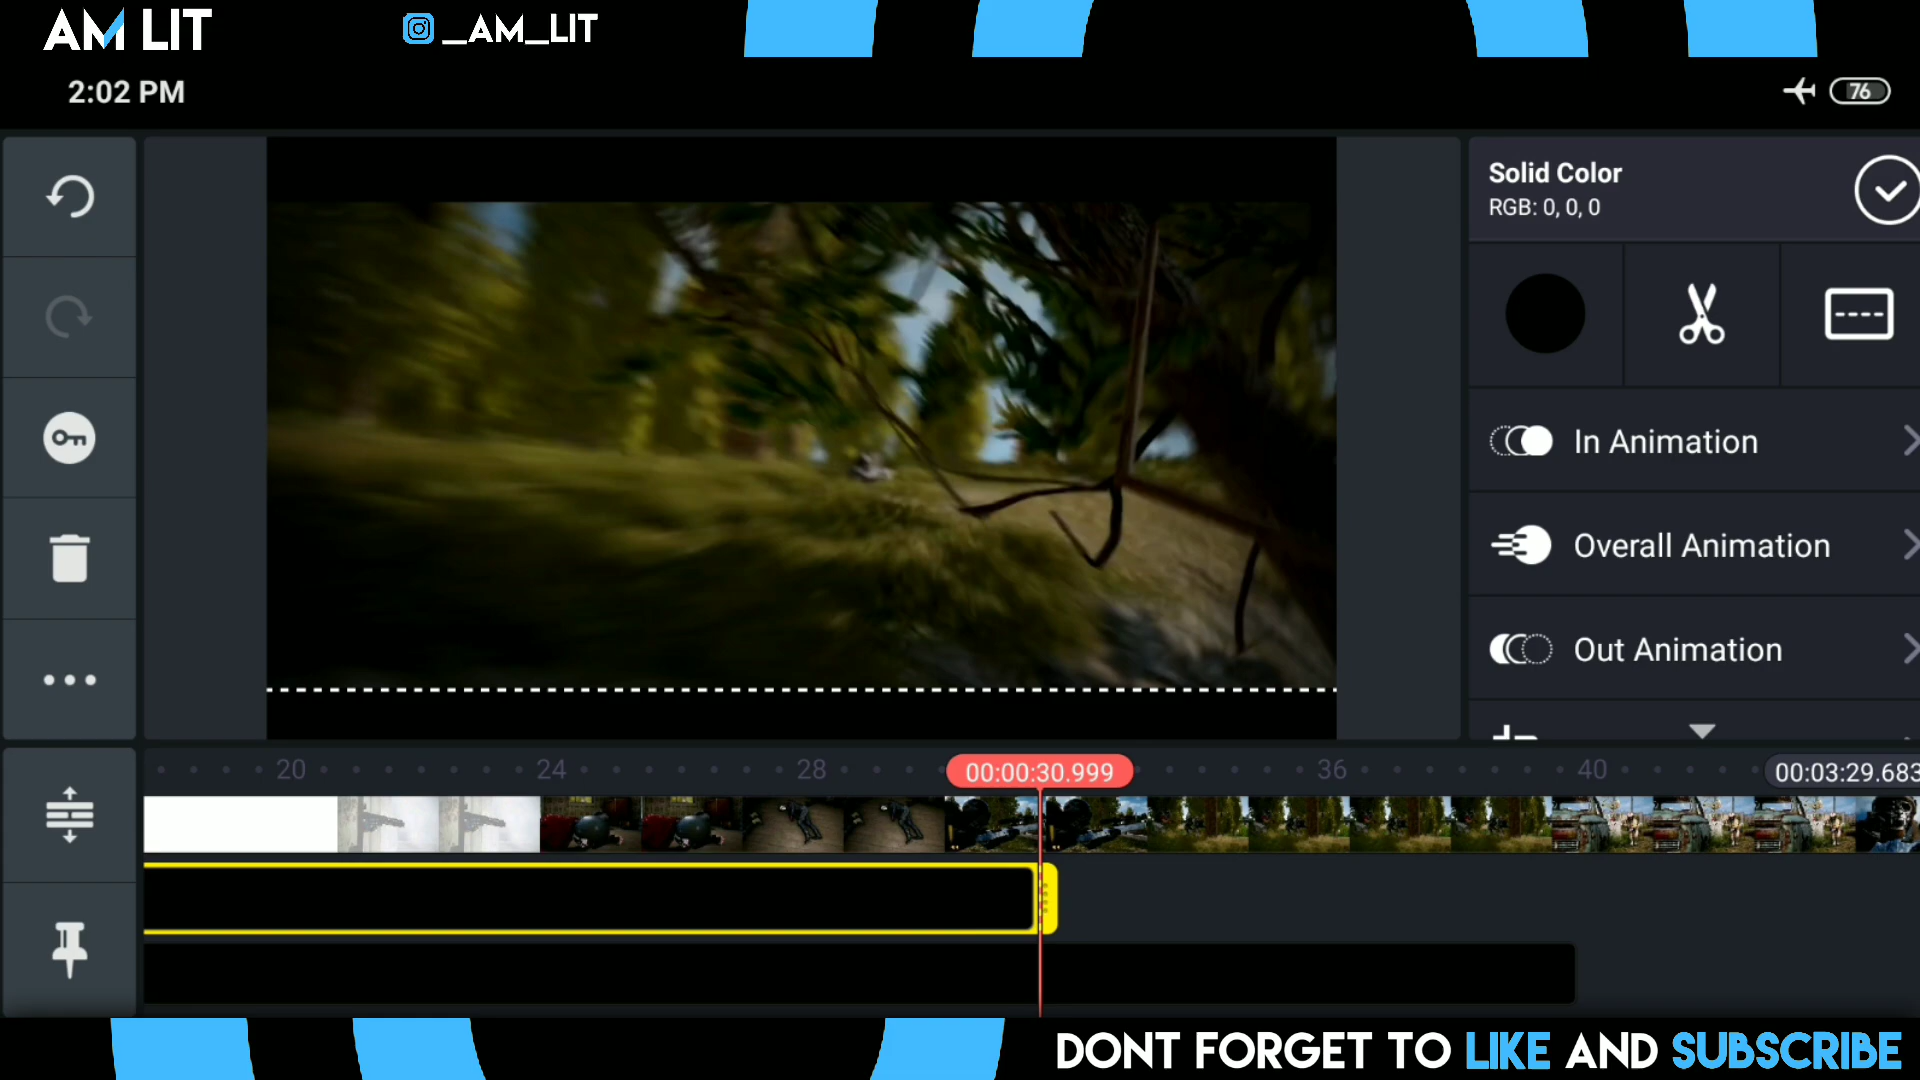 AM LIT
_AM_LIT
2:02 PM
76
Solid Color
RGB: 0, 0, 0
In Animation
Overall Animation
Out Animation
20
24
28
00:00:30.999
36
40
00:03:29.683
DONT FORGET TO LIKE AND SUBSCRIBE